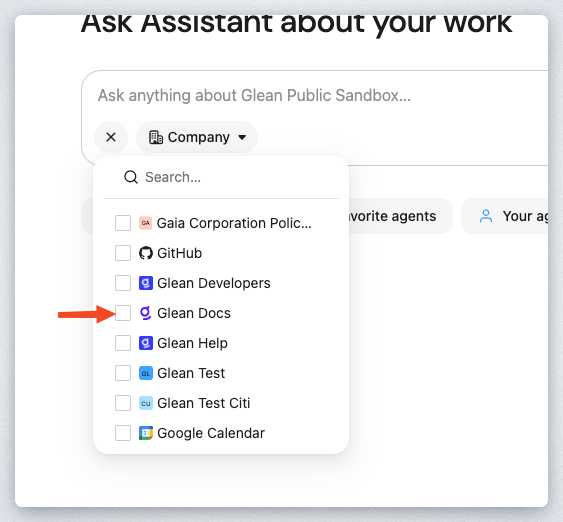 Ask Assistant about your work
Ask anything about Glean Public Sandbox...
Company
Search...
GA Gaia Corporation Polic...
GitHub
Glean Developers
Glean Docs
Glean Help
GL Glean Test
CU Glean Test Citi
31 Google Calendar
avorite agents
Your ag